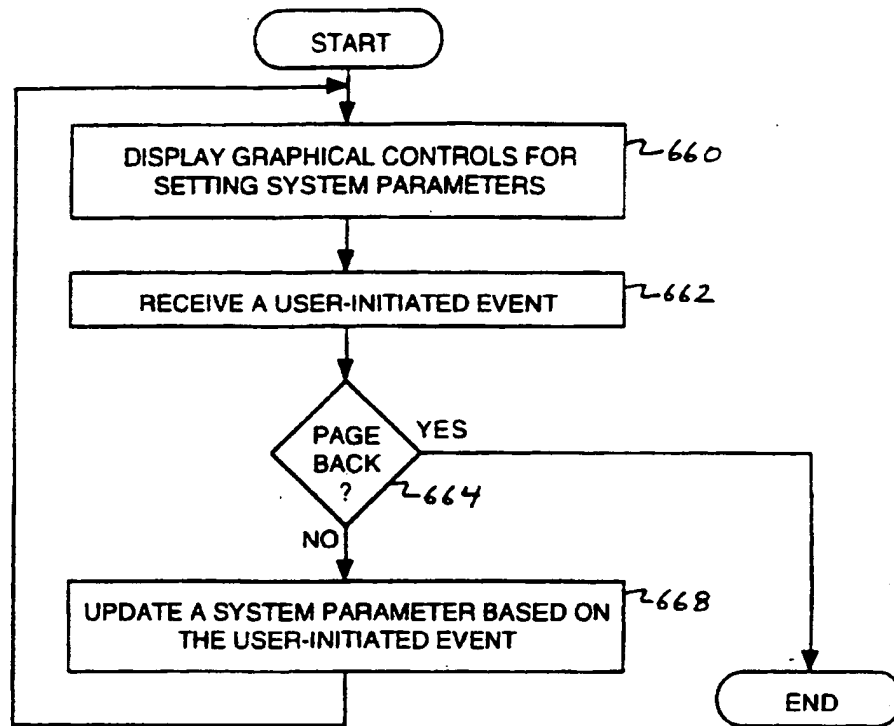 START
DISPLAY GRAPHICAL CONTROLS FOR
SETTING SYSTEM PARAMETERS
660
RECEIVE A USER-INITIATED EVENT
662
PAGE
BACK
?
YES
664
NO
UPDATE A SYSTEM PARAMETER BASED ON
THE USER-INITIATED EVENT
668
END